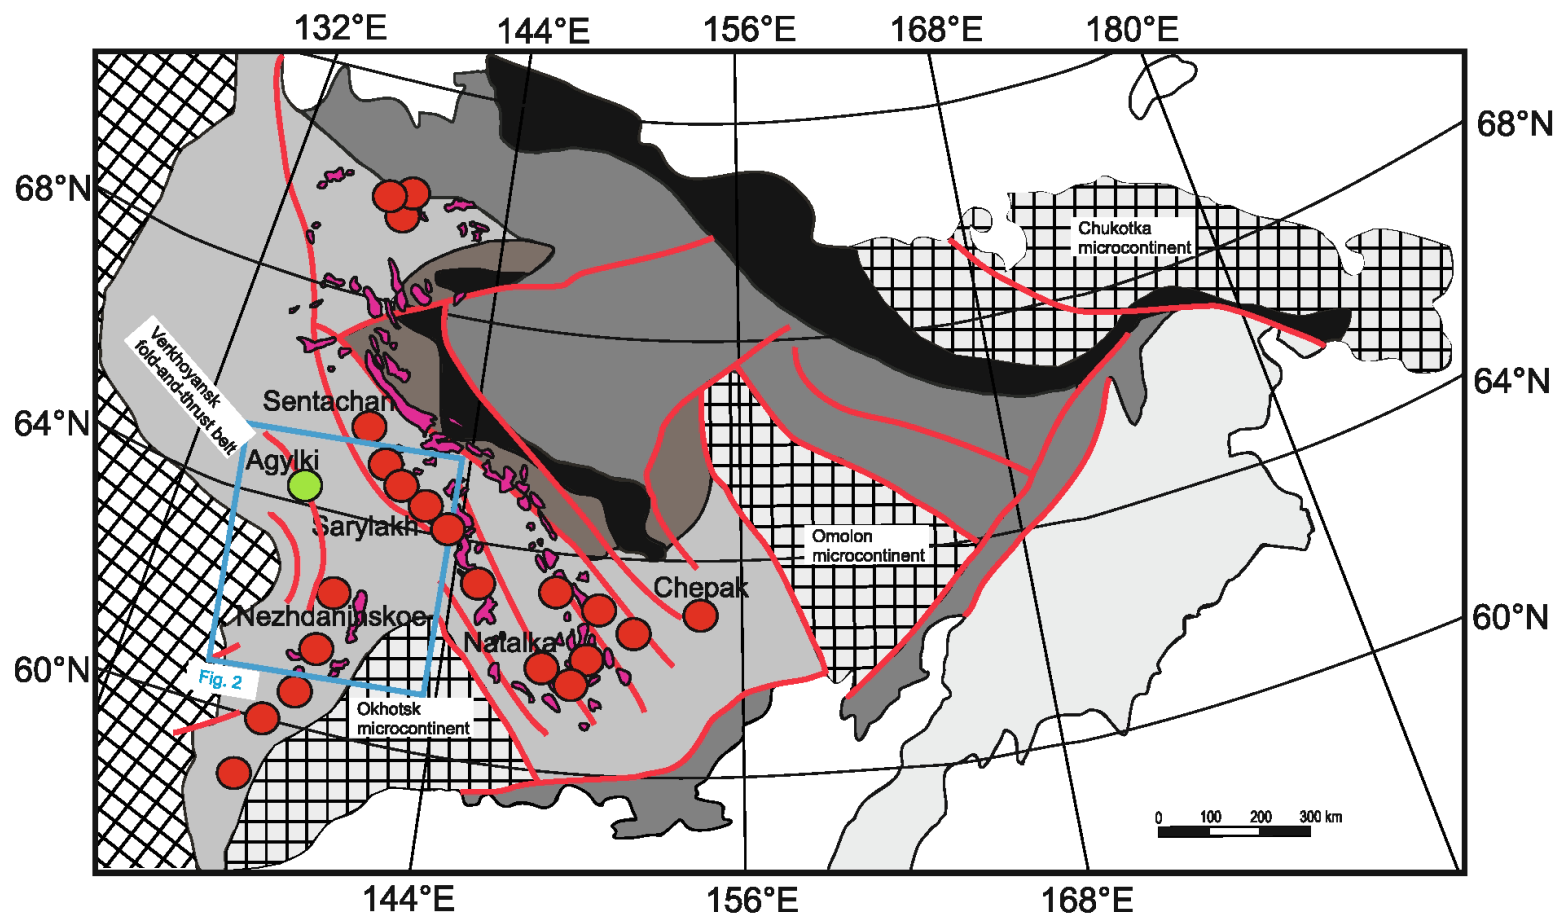 132°E
144°E
156°E
168°E
180°E
68°N
68°N
Chukotka
microcontinent
Verkhoyansk
fold-and-thrust belt
64°N
Sentachan
64°N
Agylki
Sarylakh
Omolon
microcontinent
Chepak
Nezhdaninskoe
60°N
Natalka
60°N
Fig. 2
Okhotsk
microcontinent
0 100 200 300 km
144°E
156°E
168°E